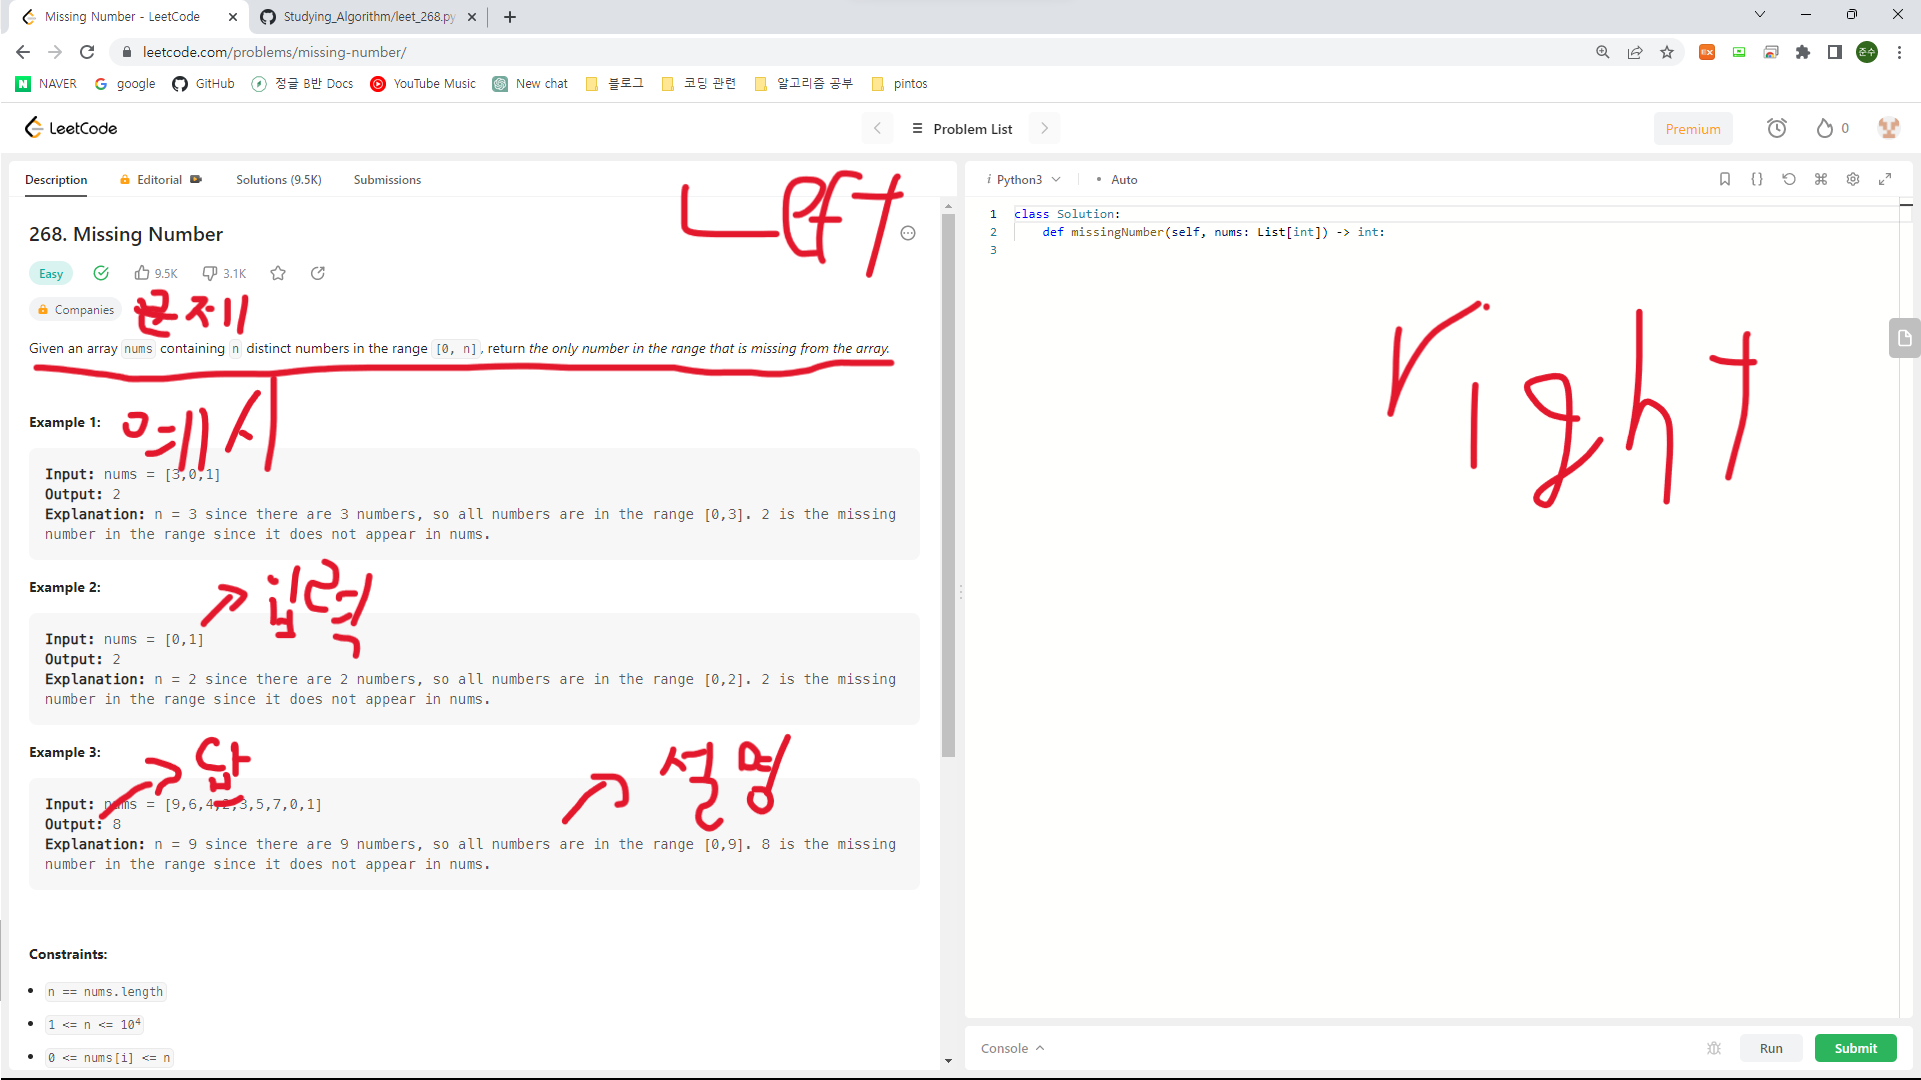 Missing Number - LeetCode
Studying_Algorithm/leet_268.py
leetcode.com/problems/missing-number/
준수
NAVER google GitHub 정글 B반 Docs YouTube Music New chat 블로그 코딩 관련 알고리즘 공부 pintos
LeetCode
Problem List
Premium
0
Description Editorial Solutions (9.5K) Submissions
Left
268. Missing Number
Easy 9.5K 3.1K
Companies 문제
Given an array nums containing n distinct numbers in the range [0, n], return the only number in the range that is missing from the array.
Example 1: 예시
Input: nums = [3,0,1]
Output: 2
Explanation: n = 3 since there are 3 numbers, so all numbers are in the range [0,3]. 2 is the missing
number in the range since it does not appear in nums.
Example 2: 입력
Input: nums = [0,1]
Output: 2
Explanation: n = 2 since there are 2 numbers, so all numbers are in the range [0,2]. 2 is the missing
number in the range since it does not appear in nums.
Example 3: 답 설명
Input: nums = [9,6,4,2,3,5,7,0,1]
Output: 8
Explanation: n = 9 since there are 9 numbers, so all numbers are in the range [0,9]. 8 is the missing
number in the range since it does not appear in nums.
Constraints:
n == nums.length
1 <= n <= 10⁴
0 <= nums[i] <= n
i Python3 • Auto
1 class Solution:
2 def missingNumber(self, nums: List[int]) -> int:
3
right
Console Run Submit